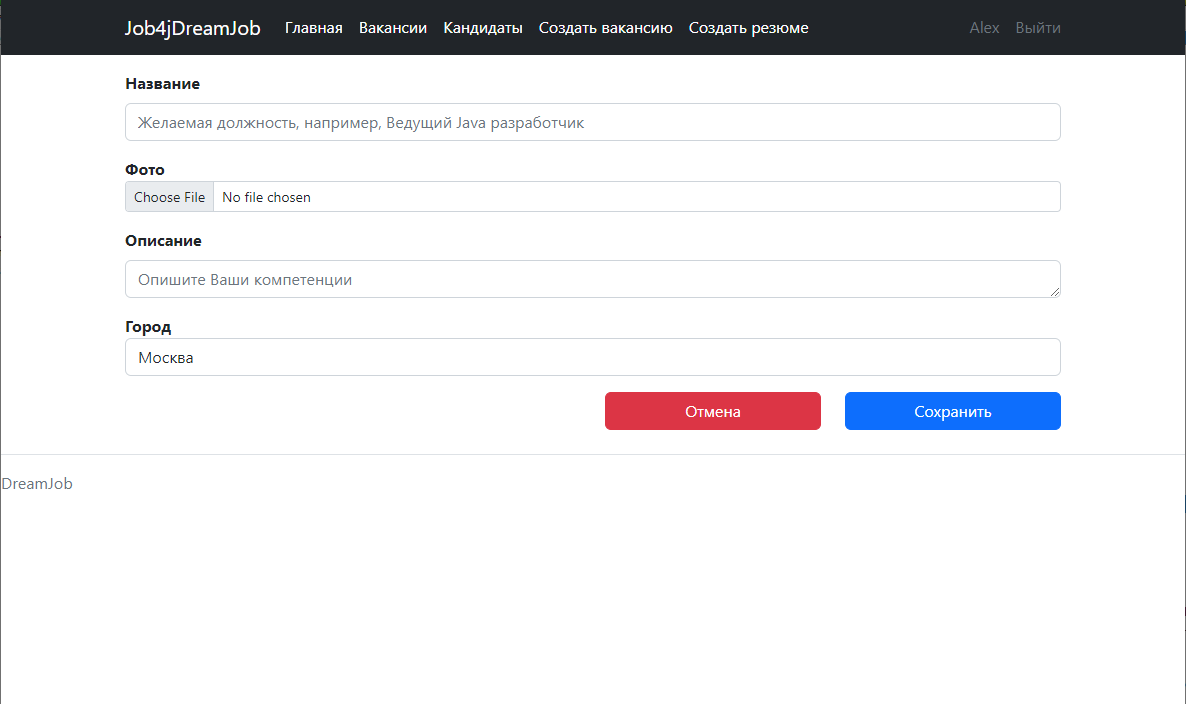 Job4jDreamJob Главная Вакансии Кандидаты Создать вакансию Создать резюме Alex Выйти
Название
Желаемая должность, например, Ведущий Java разработчик
Фото
Choose File No file chosen
Описание
Опишите Ваши компетенции
Город
Москва
Отмена Сохранить
DreamJob